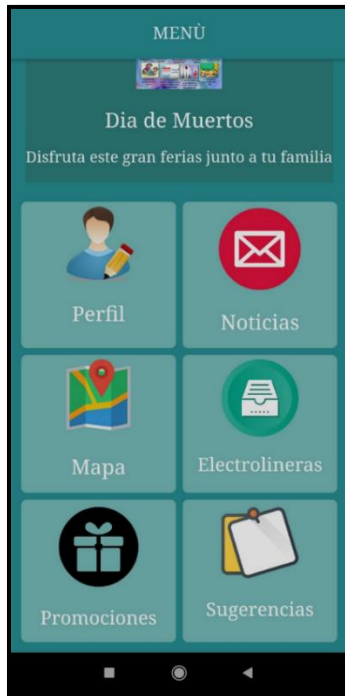 MENÙ
Dia de Muertos
Disfruta este gran ferias junto a tu familia
Perfil
Noticias
Mapa
Electrolineras
Promociones
Sugerencias